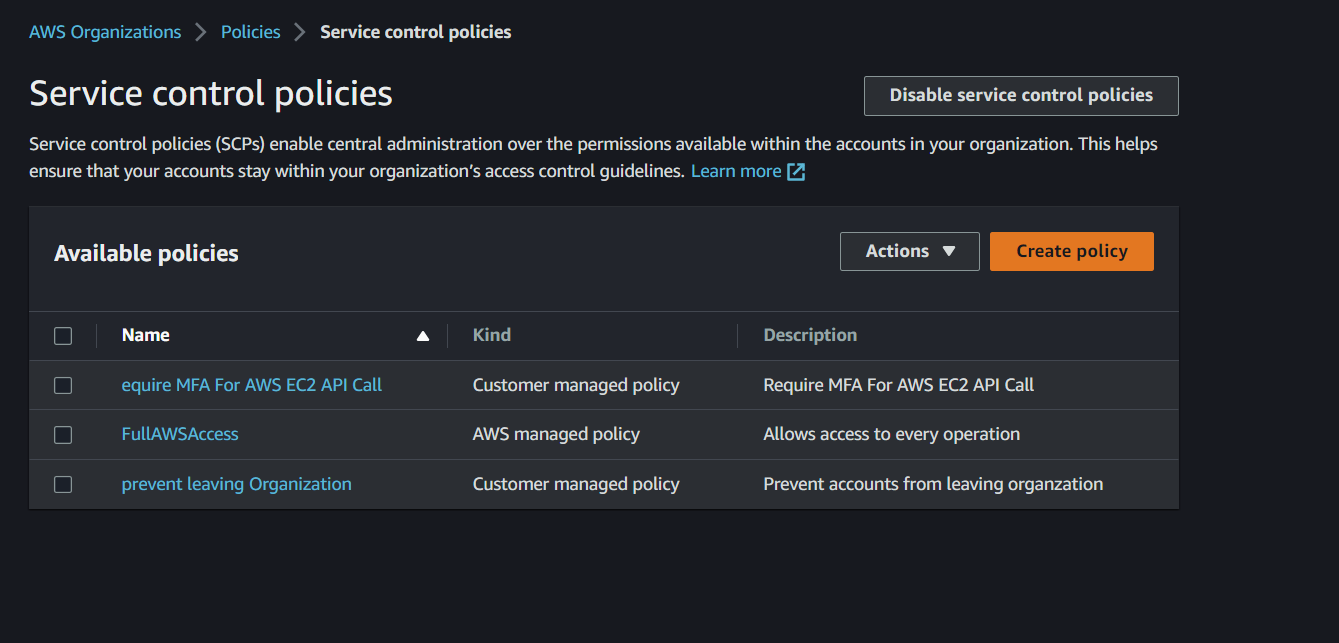 AWS Organizations > Policies > Service control policies
Service control policies
Disable service control policies
Service control policies (SCPs) enable central administration over the permissions available within the accounts in your organization. This helps
ensure that your accounts stay within your organization’s access control guidelines. Learn more
Available policies
Actions
Create policy
Name Kind Description
equire MFA For AWS EC2 API Call Customer managed policy Require MFA For AWS EC2 API Call
FullAWSAccess AWS managed policy Allows access to every operation
prevent leaving Organization Customer managed policy Prevent accounts from leaving organzation